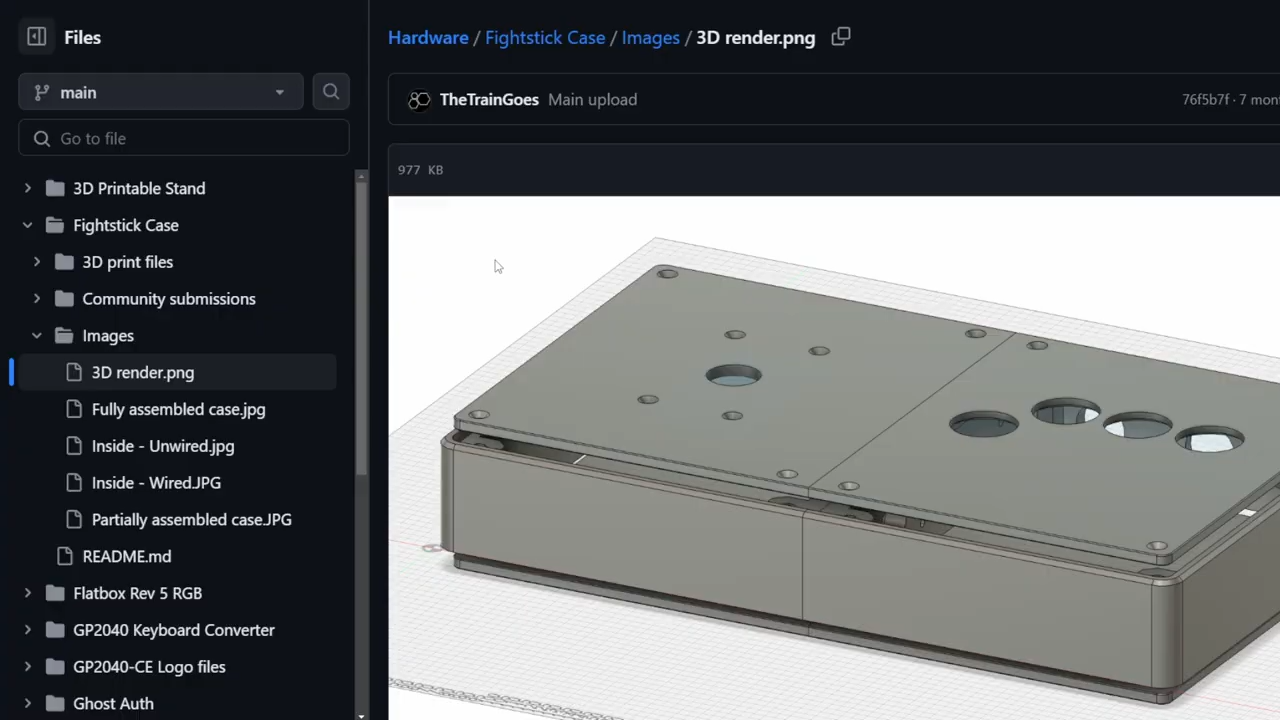 Files
main
Go to file
3D Printable Stand
Fightstick Case
3D print files
Community submissions
Images
3D render.png
Fully assembled case.jpg
Inside - Unwired.jpg
Inside - Wired.JPG
Partially assembled case.JPG
README.md
Flatbox Rev 5 RGB
GP2040 Keyboard Converter
GP2040-CE Logo files
Ghost Auth
Hardware / Fightstick Case / Images / 3D render.png
TheTrainGoes Main upload 76f5b7f · 7 mon
977 KB